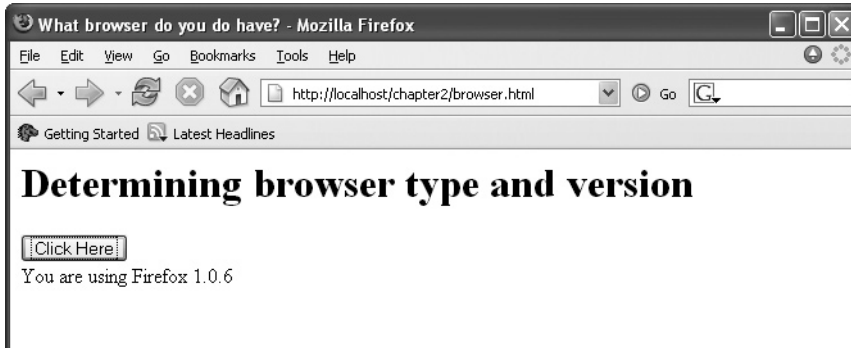 What browser do you do have? - Mozilla Firefox
File Edit View Go Bookmarks Tools Help
http://localhost/chapter2/browser.html Go G
Getting Started Latest Headlines
Determining browser type and version
Click Here
You are using Firefox 1.0.6